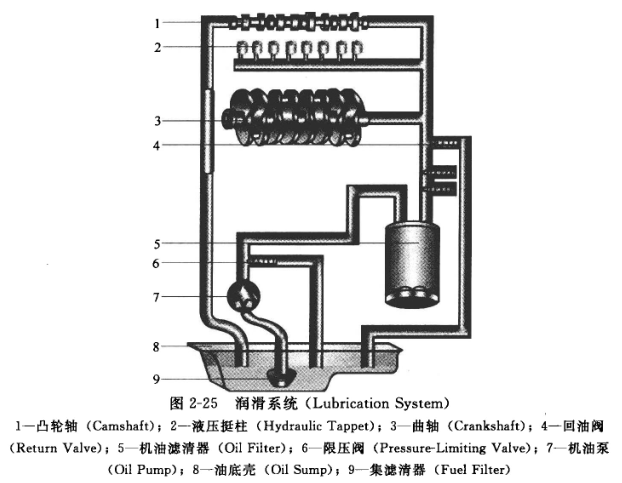 1
2
3
4
5
6
7
8
9
图 2-25 润滑系统（Lubrication System）
1—凸轮轴（Camshaft）；2—液压挺柱（Hydraulic Tappet）；3—曲轴（Crankshaft）；4—回油阀
（Return Valve）；5—机油滤清器（Oil Filter）；6—限压阀（Pressure-Limiting Valve）；7—机油泵
（Oil Pump）；8—油底壳（Oil Sump）；9—集滤清器（Fuel Filter）